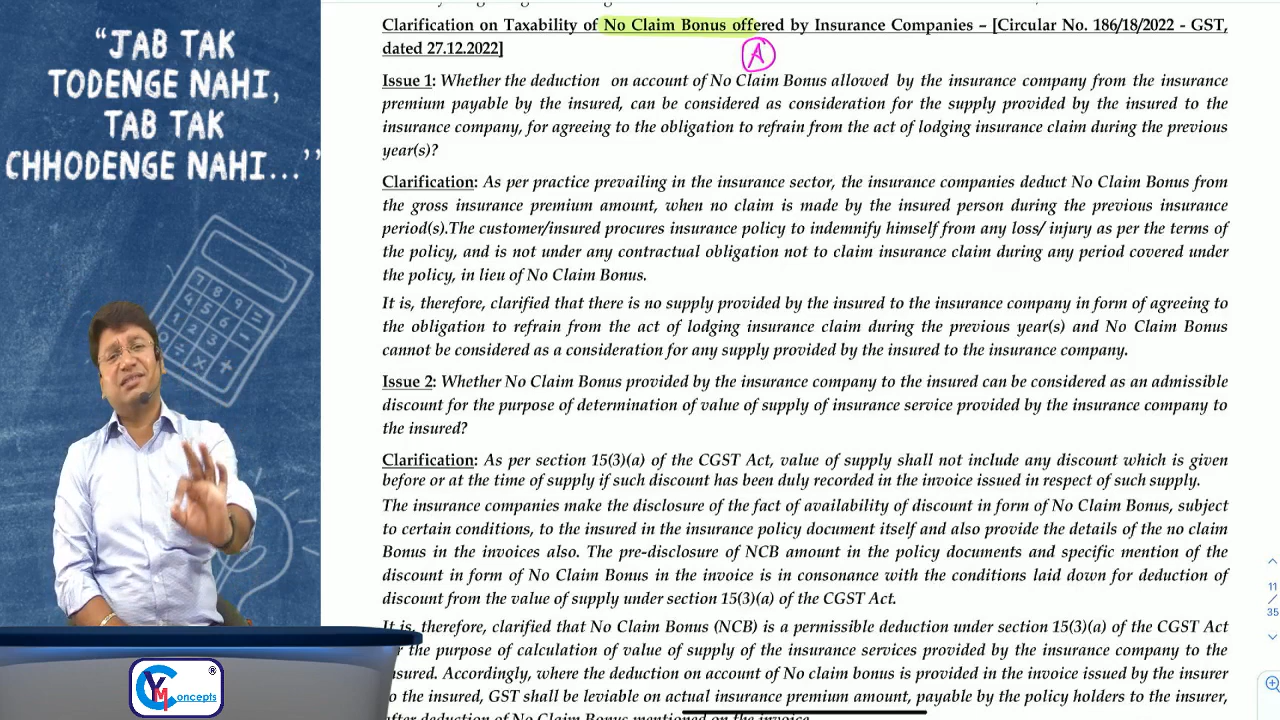 “JAB TAK
TODENGE NAHI,
TAB TAK
CHHODENGE NAHI...’’
Clarification on Taxability of No Claim Bonus offered by Insurance Companies – [Circular No. 186/18/2022 - GST,
dated 27.12.2022]
A
Issue 1: Whether the deduction on account of No Claim Bonus allowed by the insurance company from the insurance
premium payable by the insured, can be considered as consideration for the supply provided by the insured to the
insurance company, for agreeing to the obligation to refrain from the act of lodging insurance claim during the previous
year(s)?
Clarification: As per practice prevailing in the insurance sector, the insurance companies deduct No Claim Bonus from
the gross insurance premium amount, when no claim is made by the insured person during the previous insurance
period(s).The customer/insured procures insurance policy to indemnify himself from any loss/ injury as per the terms of
the policy, and is not under any contractual obligation not to claim insurance claim during any period covered under
the policy, in lieu of No Claim Bonus.
It is, therefore, clarified that there is no supply provided by the insured to the insurance company in form of agreeing to
the obligation to refrain from the act of lodging insurance claim during the previous year(s) and No Claim Bonus
cannot be considered as a consideration for any supply provided by the insured to the insurance company.
Issue 2: Whether No Claim Bonus provided by the insurance company to the insured can be considered as an admissible
discount for the purpose of determination of value of supply of insurance service provided by the insurance company to
the insured?
Clarification: As per section 15(3)(a) of the CGST Act, value of supply shall not include any discount which is given
before or at the time of supply if such discount has been duly recorded in the invoice issued in respect of such supply.
The insurance companies make the disclosure of the fact of availability of discount in form of No Claim Bonus, subject
to certain conditions, to the insured in the insurance policy document itself and also provide the details of the no claim
Bonus in the invoices also. The pre-disclosure of NCB amount in the policy documents and specific mention of the
discount in form of No Claim Bonus in the invoice is in consonance with the conditions laid down for deduction of
discount from the value of supply under section 15(3)(a) of the CGST Act.
It is, therefore, clarified that No Claim Bonus (NCB) is a permissible deduction under section 15(3)(a) of the CGST Act
the purpose of calculation of value of supply of the insurance services provided by the insurance company to the
Accordingly, where the deduction on account of No claim bonus is provided in the invoice issued by the insurer
the insured, GST shall be leviable on actual insurance premium amount, payable by the policy holders to the insurer,
after deduction of No Claim Bonus mentioned on the invoice.
11
/
35
7 8 9 ÷
4 5 6 -
1 2 3
÷ × +
YM Concepts ®